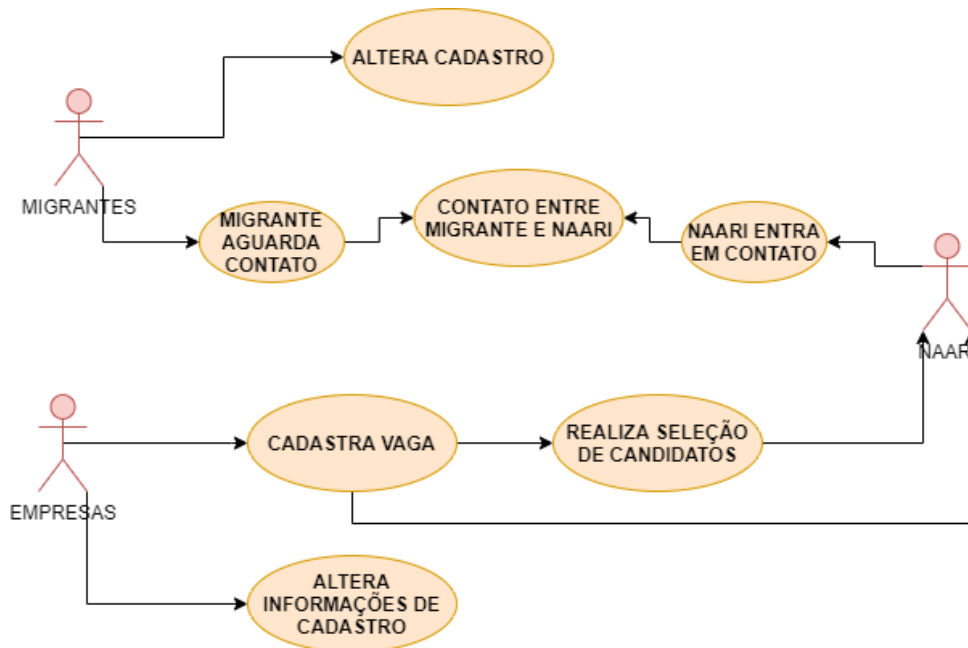 ALTERA CADASTRO
MIGRANTES
MIGRANTE
AGUARDA
CONTATO
CONTATO ENTRE
MIGRANTE E NAARI
NAARI ENTRA
EM CONTATO
NAAR
EMPRESAS
CADASTRA VAGA
REALIZA SELEÇÃO
DE CANDIDATOS
ALTERA
INFORMAÇÕES DE
CADASTRO